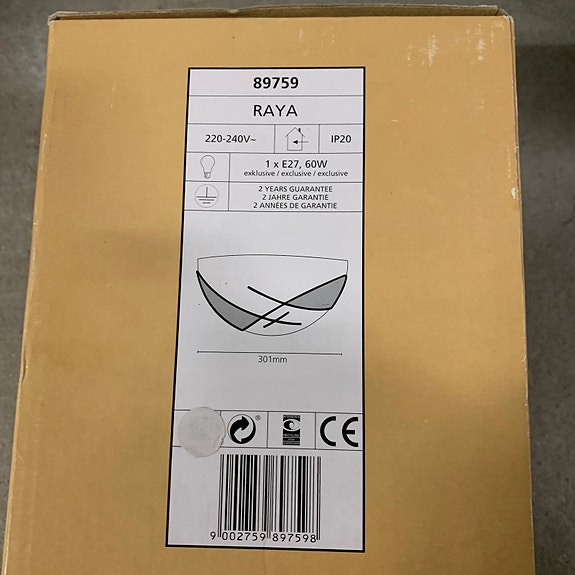 89759
RAYA
220-240V~ IP20
1 x E27, 60W
exklusive / exclusive / exclusive
2 YEARS GUARANTEE
2 JAHRE GARANTIE
2 ANNÉES DE GARANTIE
301mm
® CE
9 002759 897598